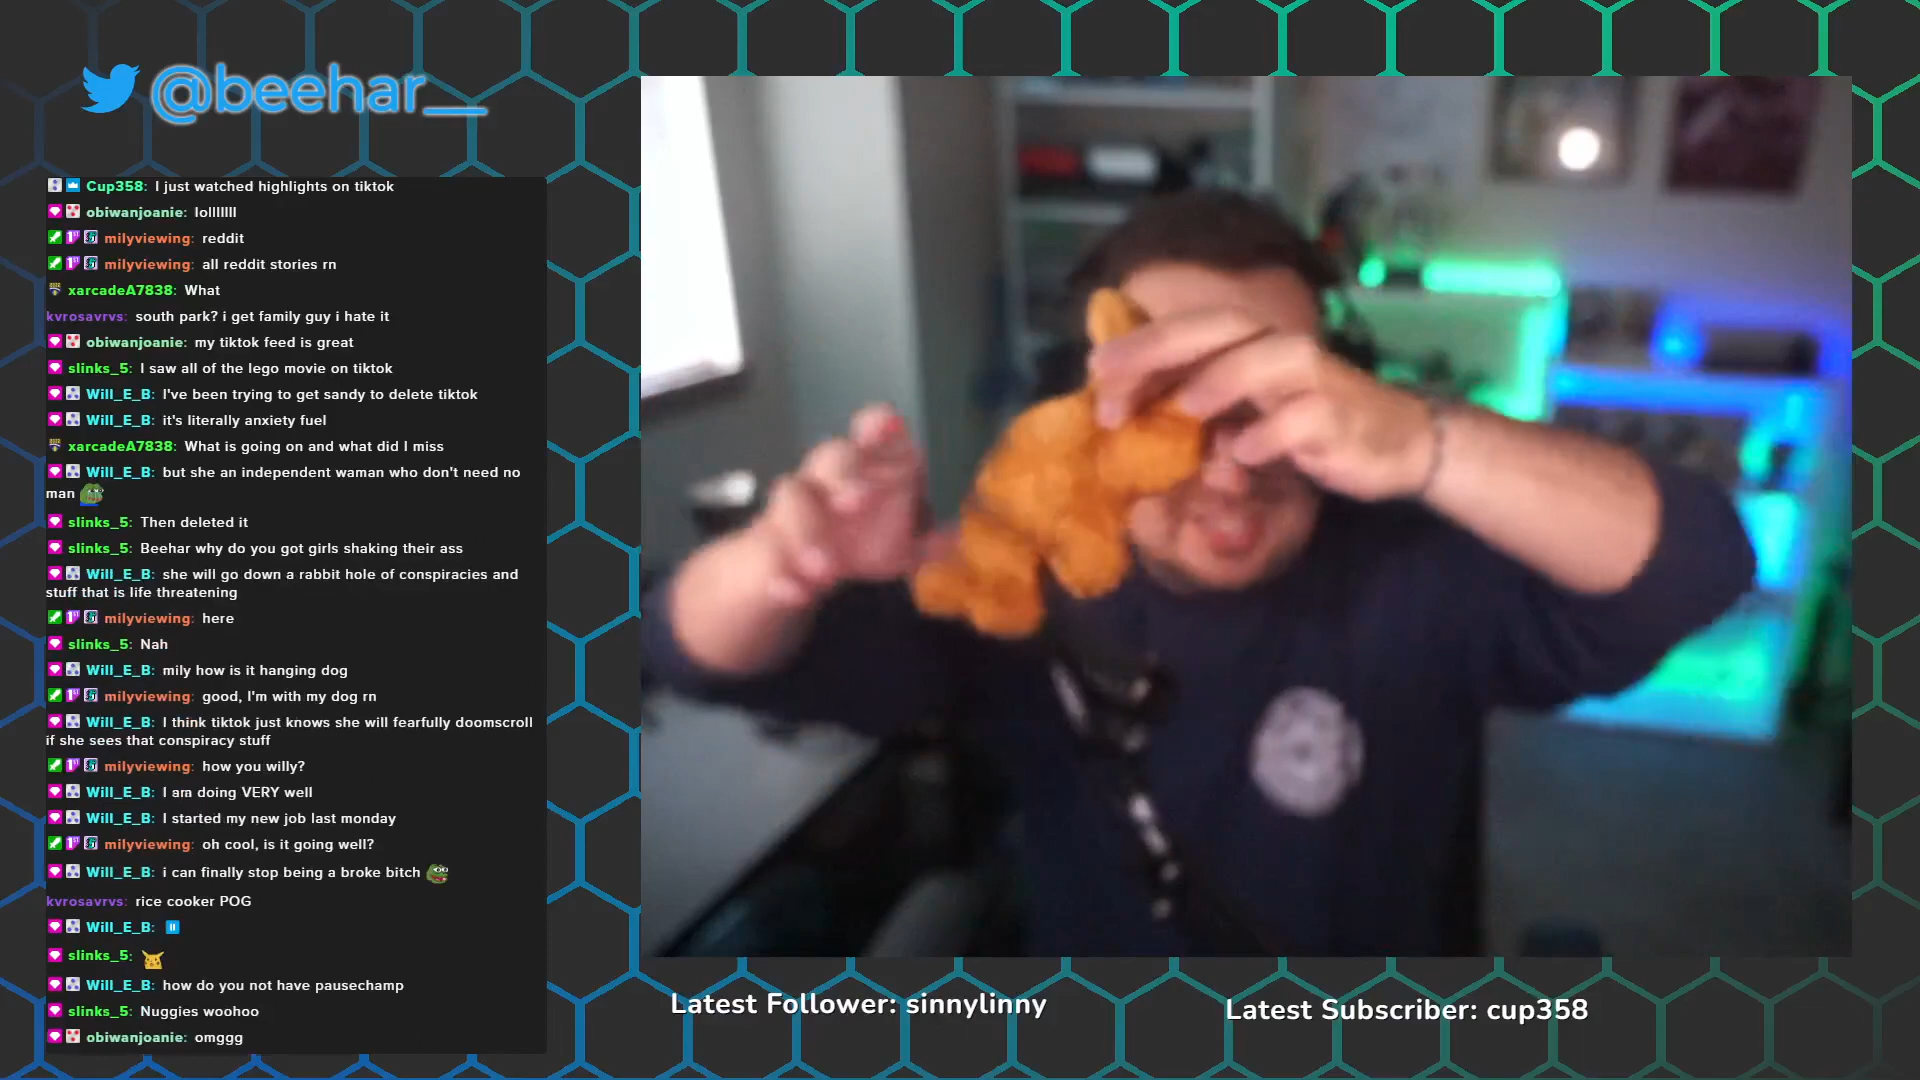 @beehar__
Cup358: I just watched highlights on tiktok
obiwanjoanie: lolllllll
milyviewing: reddit
milyviewing: all reddit stories rn
xarcadeA7838: What
kvrosavrvs: south park? i get family guy i hate it
obiwanjoanie: my tiktok feed is great
slinks_5: I saw all of the lego movie on tiktok
Will_E_B: I've been trying to get sandy to delete tiktok
Will_E_B: it's literally anxiety fuel
xarcadeA7838: What is going on and what did I miss
Will_E_B: but she an independent waman who don't need no
man
slinks_5: Then deleted it
slinks_5: Beehar why do you got girls shaking their ass
Will_E_B: she will go down a rabbit hole of conspiracies and
stuff that is life threatening
milyviewing: here
slinks_5: Nah
Will_E_B: mily how is it hanging dog
milyviewing: good, I'm with my dog rn
Will_E_B: I think tiktok just knows she will fearfully doomscroll
if she sees that conspiracy stuff
milyviewing: how you willy?
Will_E_B: I am doing VERY well
Will_E_B: I started my new job last monday
milyviewing: oh cool, is it going well?
Will_E_B: i can finally stop being a broke bitch
kvrosavrvs: rice cooker POG
Will_E_B:
slinks_5:
Will_E_B: how do you not have pausechamp
slinks_5: Nuggies woohoo
obiwanjoanie: omggg
Latest Follower: sinnylinny
Latest Subscriber: cup358